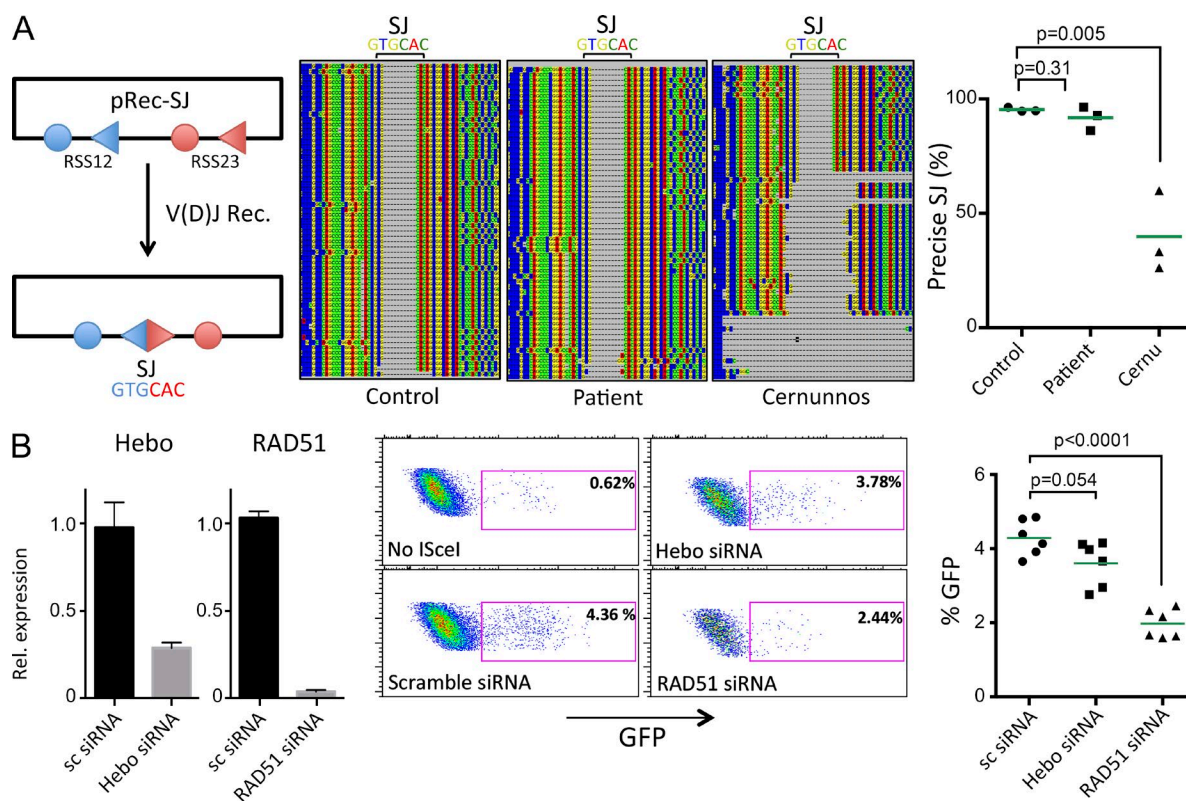 A
pRec-SJ
RSS12
RSS23
V(D)J Rec.
SJ
GTGCAC
SJ
GTGCAC
Control
SJ
GTGCAC
Patient
SJ
GTGCAC
Cernunnos
p=0.005
p=0.31
100
50
0
Precise SJ (%)
Control
Patient
Cernu
B
Hebo
RAD51
Rel. expression
1.0
0.5
0
sc siRNA
Hebo siRNA
1.0
0.5
0
sc siRNA
RAD51 siRNA
0.62%
No ISceI
3.78%
Hebo siRNA
4.36 %
Scramble siRNA
2.44%
RAD51 siRNA
GFP
p<0.0001
p=0.054
6
4
2
0
% GFP
sc siRNA
Hebo siRNA
RAD51 siRNA